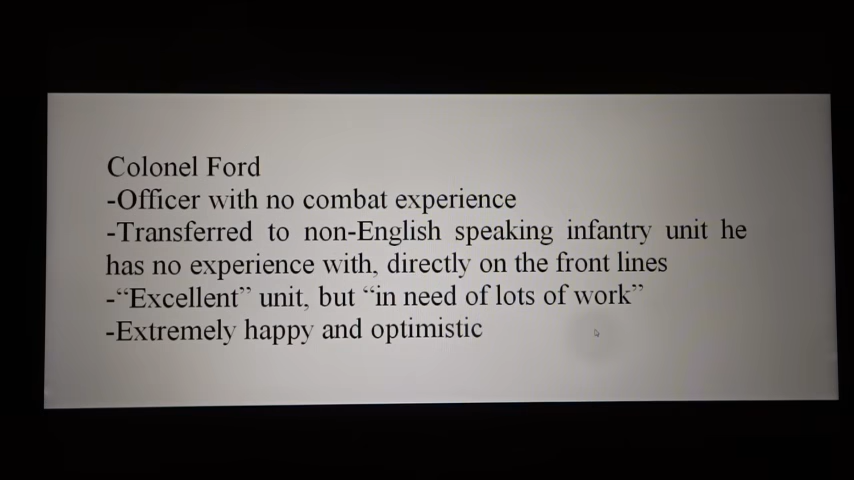 Colonel Ford
-Officer with no combat experience
-Transferred to non-English speaking infantry unit he
has no experience with, directly on the front lines
-“Excellent” unit, but “in need of lots of work”
-Extremely happy and optimistic